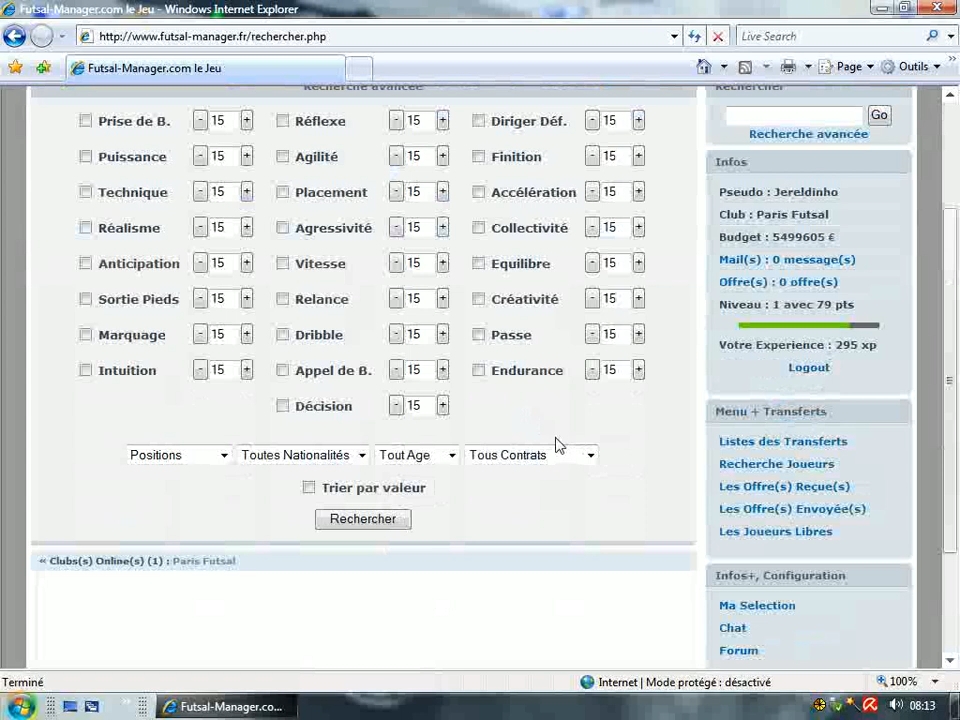 Futsal-Manager.com le Jeu - Windows Internet Explorer
http://www.futsal-manager.fr/rechercher.php
Live Search
Futsal-Manager.com le Jeu
Page
Outils
Recherche avancée
Prise de B. - 15 + Réflexe - 15 + Diriger Déf. - 15 +
Puissance - 15 + Agilité - 15 + Finition - 15 +
Technique - 15 + Placement - 15 + Accélération - 15 +
Réalisme - 15 + Agressivité - 15 + Collectivité - 15 +
Anticipation - 15 + Vitesse - 15 + Equilibre - 15 +
Sortie Pieds - 15 + Relance - 15 + Créativité - 15 +
Marquage - 15 + Dribble - 15 + Passe - 15 +
Intuition - 15 + Appel de B. - 15 + Endurance - 15 +
Décision - 15 +
Positions Toutes Nationalités Tout Age Tous Contrats
Trier par valeur
Rechercher
« Clubs(s) Online(s) (1) : Paris Futsal
Rechercher
Go
Recherche avancée
Infos
Pseudo : Jereldinho
Club : Paris Futsal
Budget : 5499605 €
Mail(s) : 0 message(s)
Offre(s) : 0 offre(s)
Niveau : 1 avec 79 pts
Votre Experience : 295 xp
Logout
Menu + Transferts
Listes des Transferts
Recherche Joueurs
Les Offre(s) Reçue(s)
Les Offre(s) Envoyée(s)
Les Joueurs Libres
Infos+, Configuration
Ma Selection
Chat
Forum
Terminé
Internet | Mode protégé : désactivé
100%
Futsal-Manager.co...
08:13